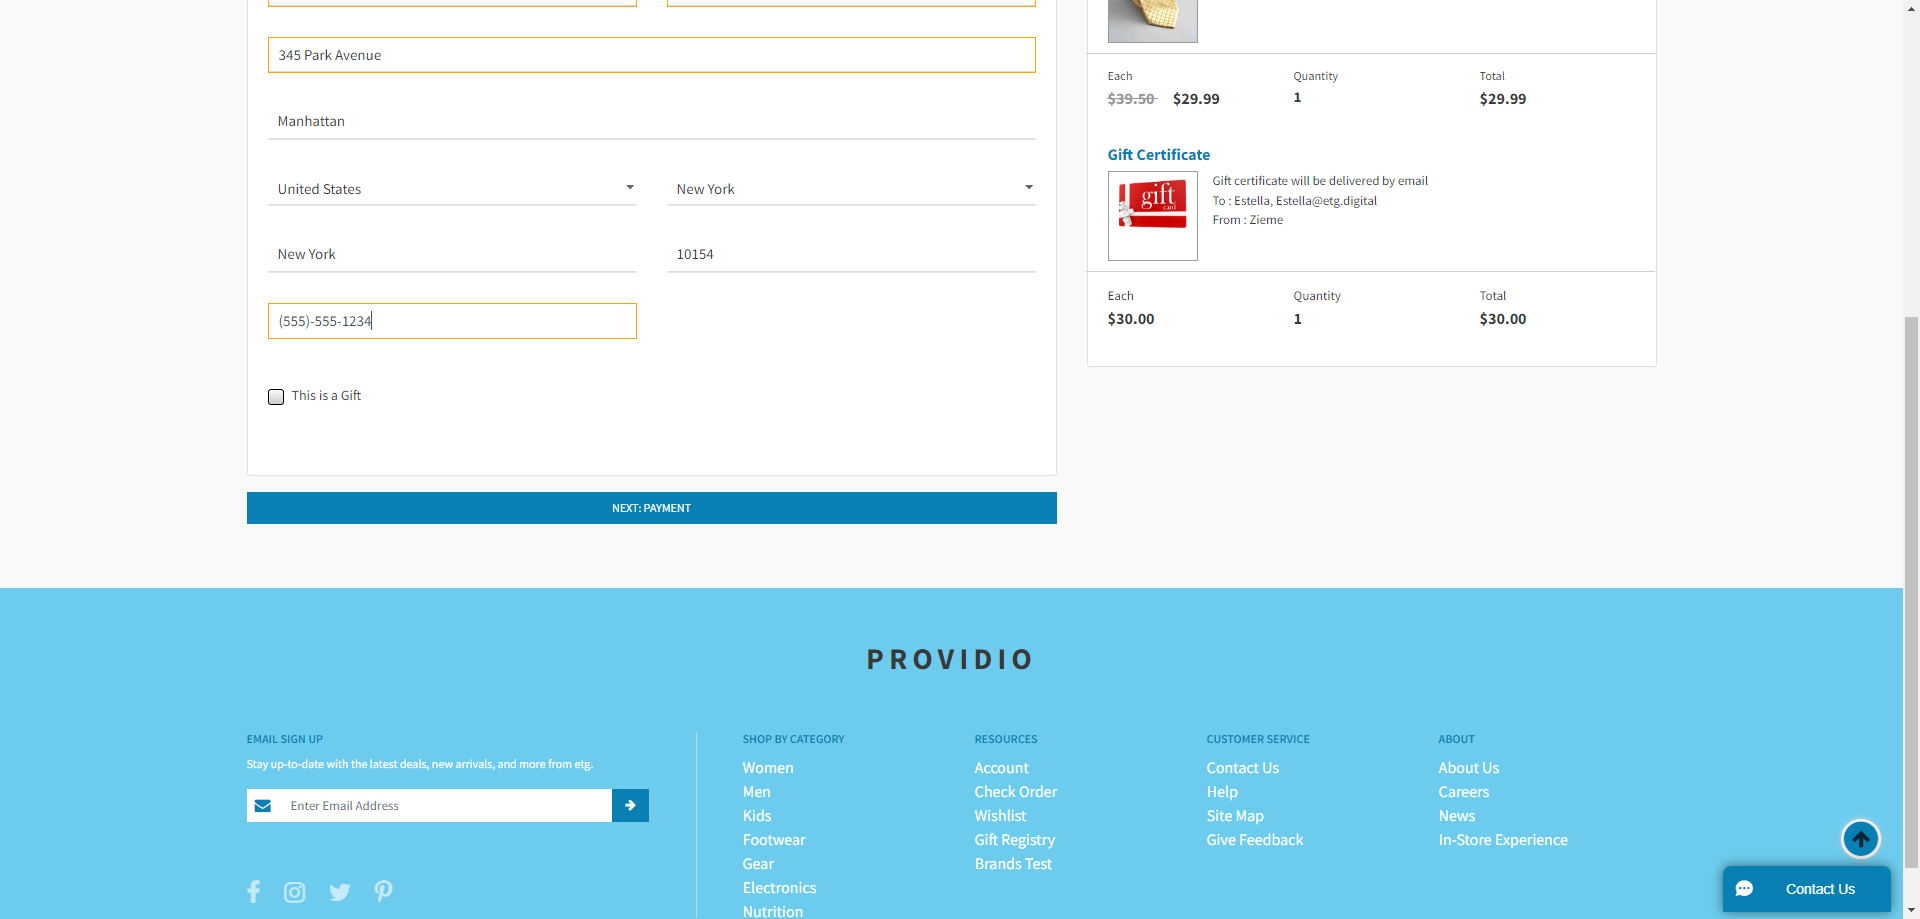 345 Park Avenue
Manhattan
United States
New York
New York
10154
(555)-555-1234
This is a Gift
NEXT: PAYMENT
Each
Quantity
Total
$39.50 $29.99
1
$29.99
Gift Certificate
gift
card
Gift certificate will be delivered by email
To : Estella, Estella@etg.digital
From : Zieme
Each
Quantity
Total
$30.00
1
$30.00
PROVIDIO
EMAIL SIGN UP
Stay up-to-date with the latest deals, new arrivals, and more from etg.
Enter Email Address
SHOP BY CATEGORY
Women
Men
Kids
Footwear
Gear
Electronics
Nutrition
RESOURCES
Account
Check Order
Wishlist
Gift Registry
Brands Test
CUSTOMER SERVICE
Contact Us
Help
Site Map
Give Feedback
ABOUT
About Us
Careers
News
In-Store Experience
Contact Us